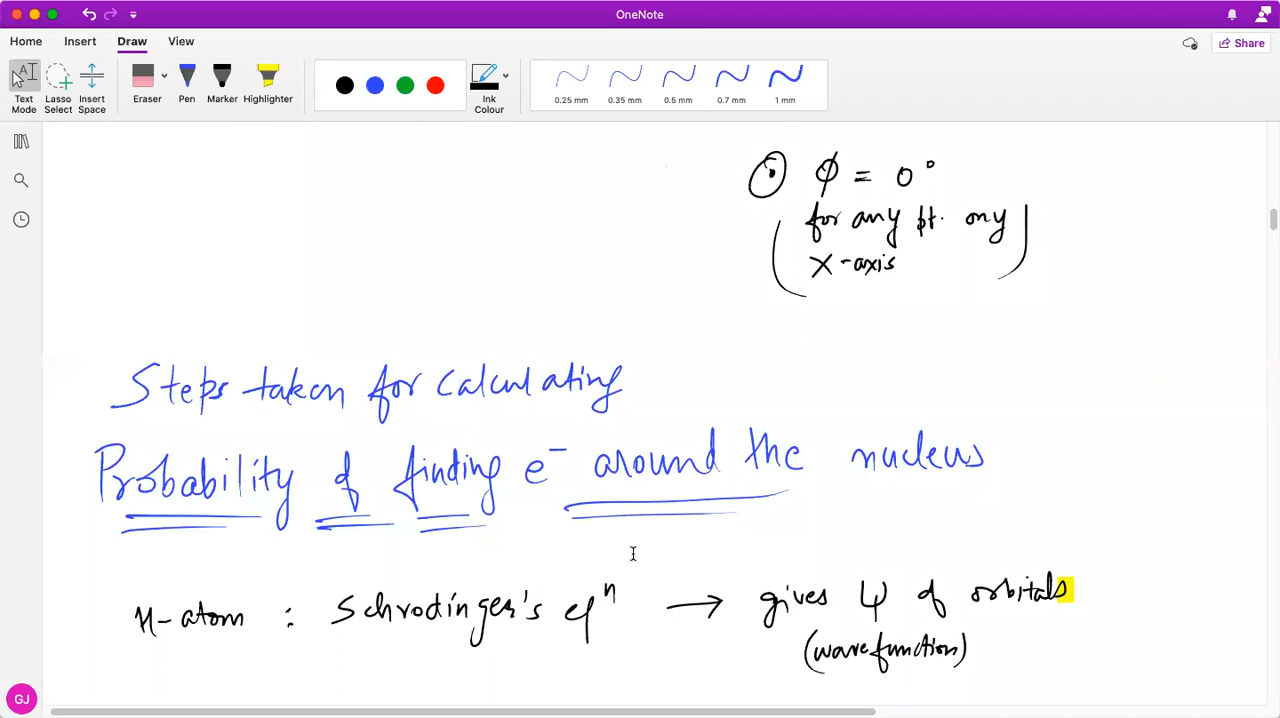 OneNote
Home Insert Draw View
Share
Text Mode
Lasso Select
Insert Space
Eraser
Pen
Marker
Highlighter
Ink Colour
0.25 mm 0.35 mm 0.5 mm 0.7 mm 1 mm
ϕ = 0°
(for any pt. ony
X-axis)
Steps taken for calculating
Probability of finding e⁻ around the nucleus
H-atom : Schrodinger's eqⁿ → gives ψ of orbitals
(wavefunction)
GJ